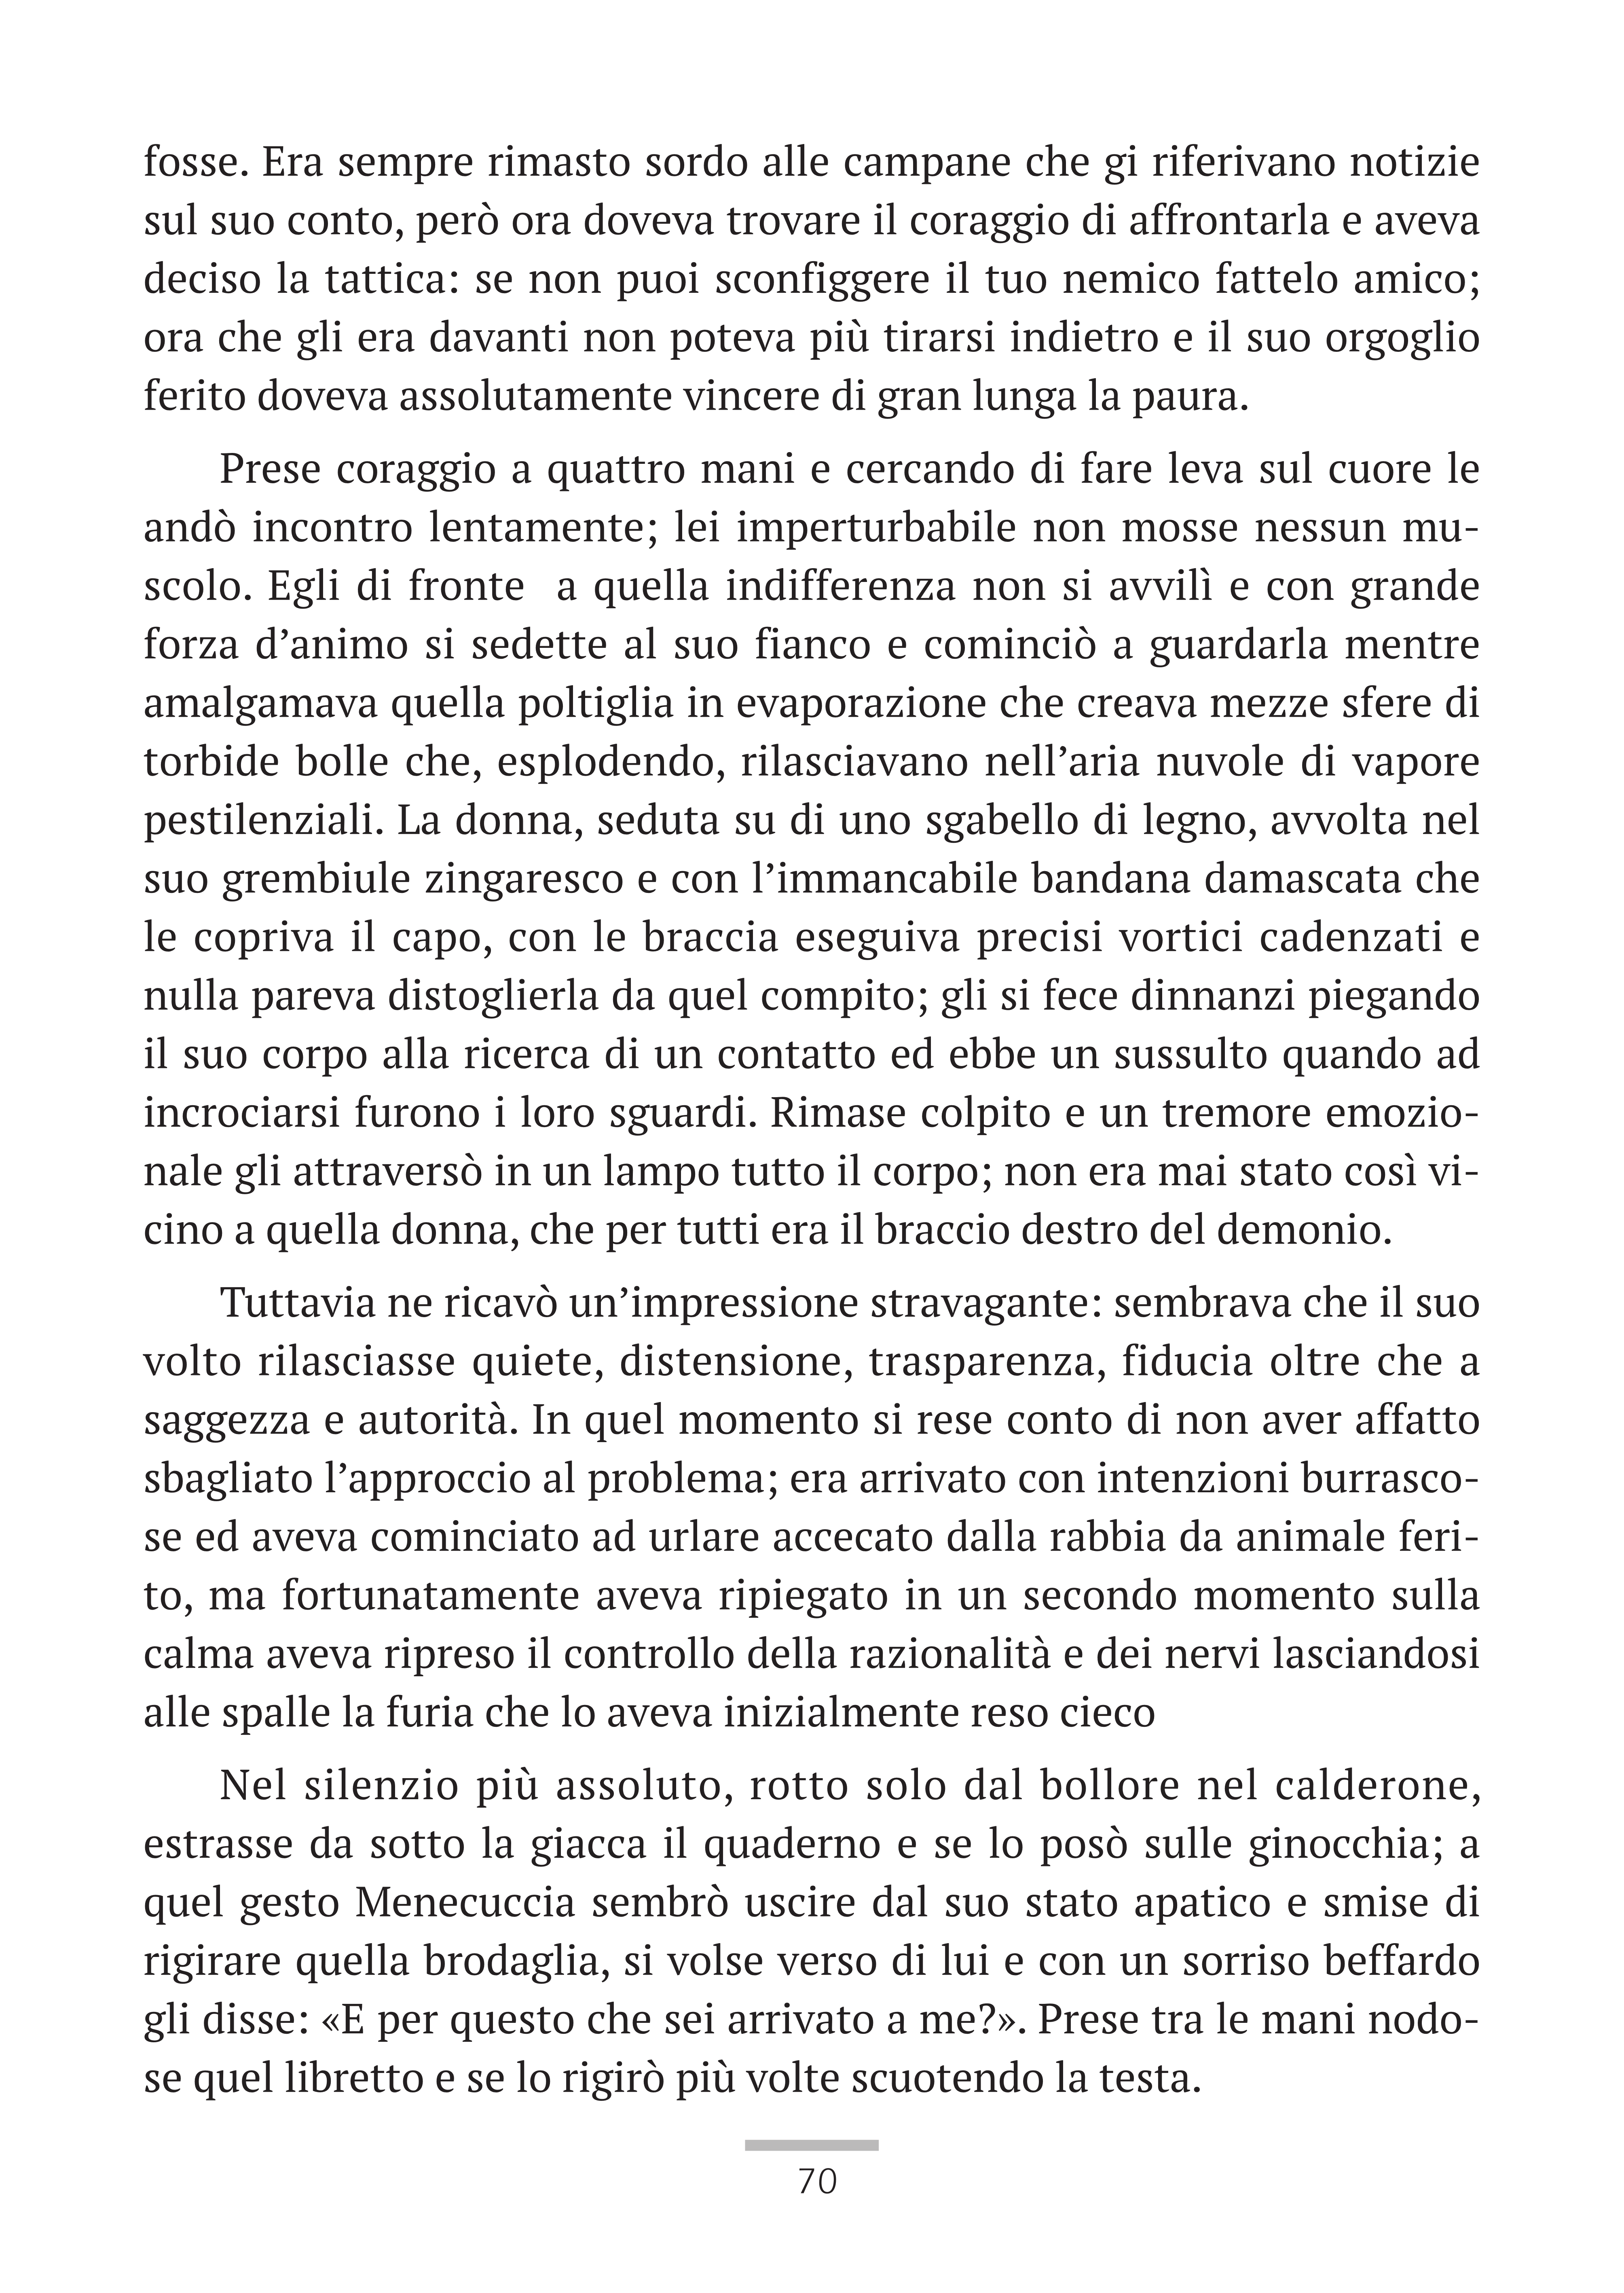 fosse. Era sempre rimasto sordo alle campane che gi riferivano notizie
sul suo conto, però ora doveva trovare il coraggio di affrontarla e aveva
deciso la tattica: se non puoi sconfiggere il tuo nemico fattelo amico;
ora che gli era davanti non poteva più tirarsi indietro e il suo orgoglio
ferito doveva assolutamente vincere di gran lunga la paura.
Prese coraggio a quattro mani e cercando di fare leva sul cuore le
andò incontro lentamente; lei imperturbabile non mosse nessun mu-
scolo. Egli di fronte  a quella indifferenza non si avvilì e con grande
forza d’animo si sedette al suo fianco e cominciò a guardarla mentre
amalgamava quella poltiglia in evaporazione che creava mezze sfere di
torbide bolle che, esplodendo, rilasciavano nell’aria nuvole di vapore
pestilenziali. La donna, seduta su di uno sgabello di legno, avvolta nel
suo grembiule zingaresco e con l’immancabile bandana damascata che
le copriva il capo, con le braccia eseguiva precisi vortici cadenzati e
nulla pareva distoglierla da quel compito; gli si fece dinnanzi piegando
il suo corpo alla ricerca di un contatto ed ebbe un sussulto quando ad
incrociarsi furono i loro sguardi. Rimase colpito e un tremore emozio-
nale gli attraversò in un lampo tutto il corpo; non era mai stato così vi-
cino a quella donna, che per tutti era il braccio destro del demonio.
Tuttavia ne ricavò un’impressione stravagante: sembrava che il suo
volto rilasciasse quiete, distensione, trasparenza, fiducia oltre che a
saggezza e autorità. In quel momento si rese conto di non aver affatto
sbagliato l’approccio al problema; era arrivato con intenzioni burrasco-
se ed aveva cominciato ad urlare accecato dalla rabbia da animale feri-
to, ma fortunatamente aveva ripiegato in un secondo momento sulla
calma aveva ripreso il controllo della razionalità e dei nervi lasciandosi
alle spalle la furia che lo aveva inizialmente reso cieco
Nel silenzio più assoluto, rotto solo dal bollore nel calderone,
estrasse da sotto la giacca il quaderno e se lo posò sulle ginocchia; a
quel gesto Menecuccia sembrò uscire dal suo stato apatico e smise di
rigirare quella brodaglia, si volse verso di lui e con un sorriso beffardo
gli disse: «E per questo che sei arrivato a me?». Prese tra le mani nodo-
se quel libretto e se lo rigirò più volte scuotendo la testa.
70